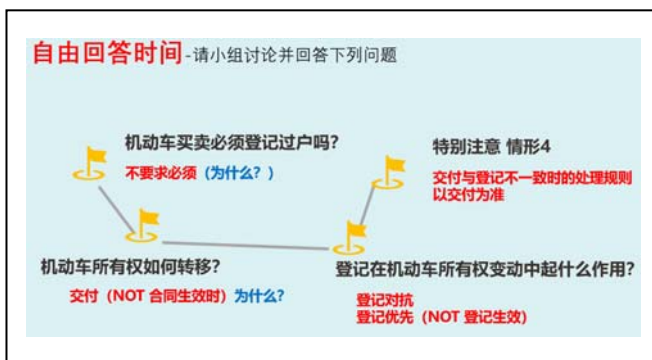 自由回答时间-请小组讨论并回答下列问题
机动车买卖必须登记过户吗？
不要求必须（为什么？）
特别注意 情形4
交付与登记不一致时的处理规则
以交付为准
机动车所有权如何转移？
交付（NOT 合同生效时）为什么？
登记在机动车所有权变动中起什么作用？
登记对抗
登记优先（NOT 登记生效）